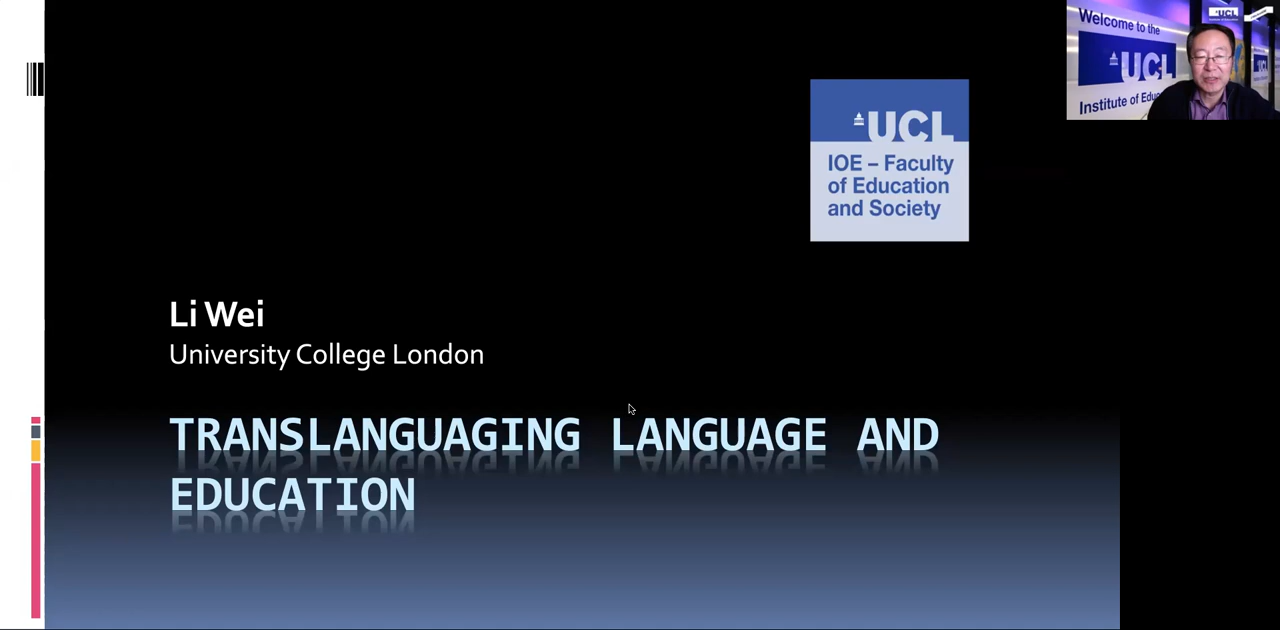 Welcome to the
UCL
Institute of
UCL
UCL
IOE – Faculty
of Education
and Society
Li Wei
University College London
TRANSLANGUAGING LANGUAGE AND
EDUCATION